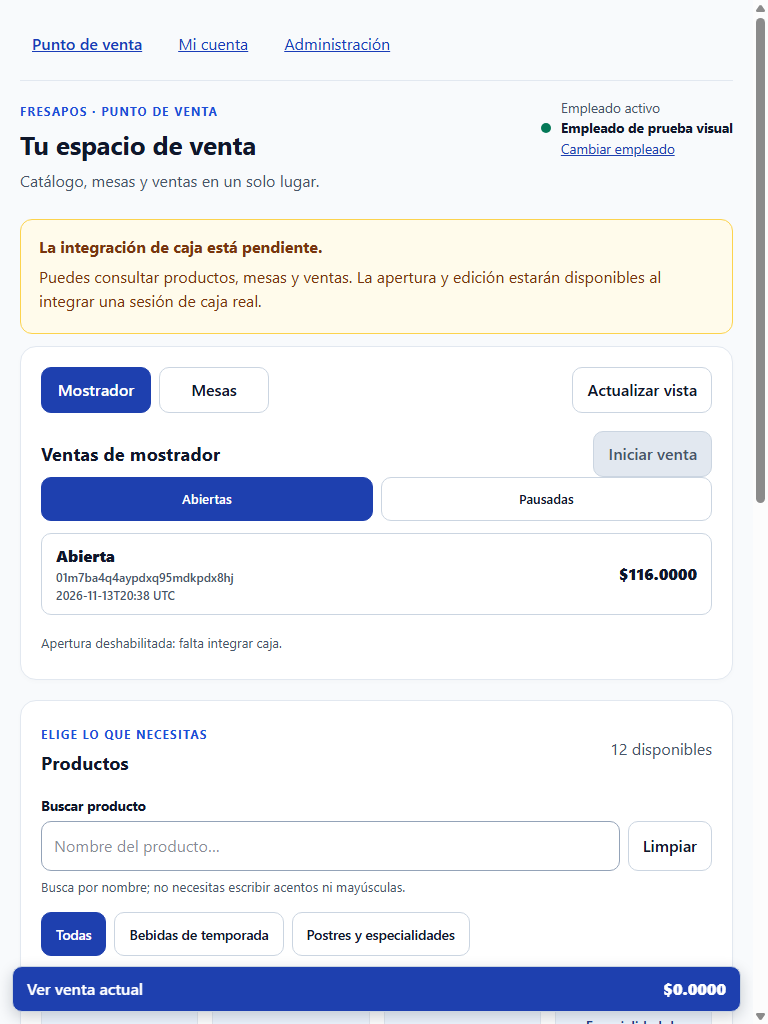 Punto de venta Mi cuenta Administración
FRESAPOS · PUNTO DE VENTA
Tu espacio de venta
Catálogo, mesas y ventas en un solo lugar.
Empleado activo
Empleado de prueba visual
Cambiar empleado
La integración de caja está pendiente.
Puedes consultar productos, mesas y ventas. La apertura y edición estarán disponibles al
integrar una sesión de caja real.
Mostrador Mesas Actualizar vista
Ventas de mostrador Iniciar venta
Abiertas Pausadas
Abierta
01m7ba4q4aypdxq95mdkpdx8hj
2026-11-13T20:38 UTC
$116.0000
Apertura deshabilitada: falta integrar caja.
ELIGE LO QUE NECESITAS
Productos
12 disponibles
Buscar producto
Nombre del producto... Limpiar
Busca por nombre; no necesitas escribir acentos ni mayúsculas.
Todas Bebidas de temporada Postres y especialidades
Ver venta actual $0.0000